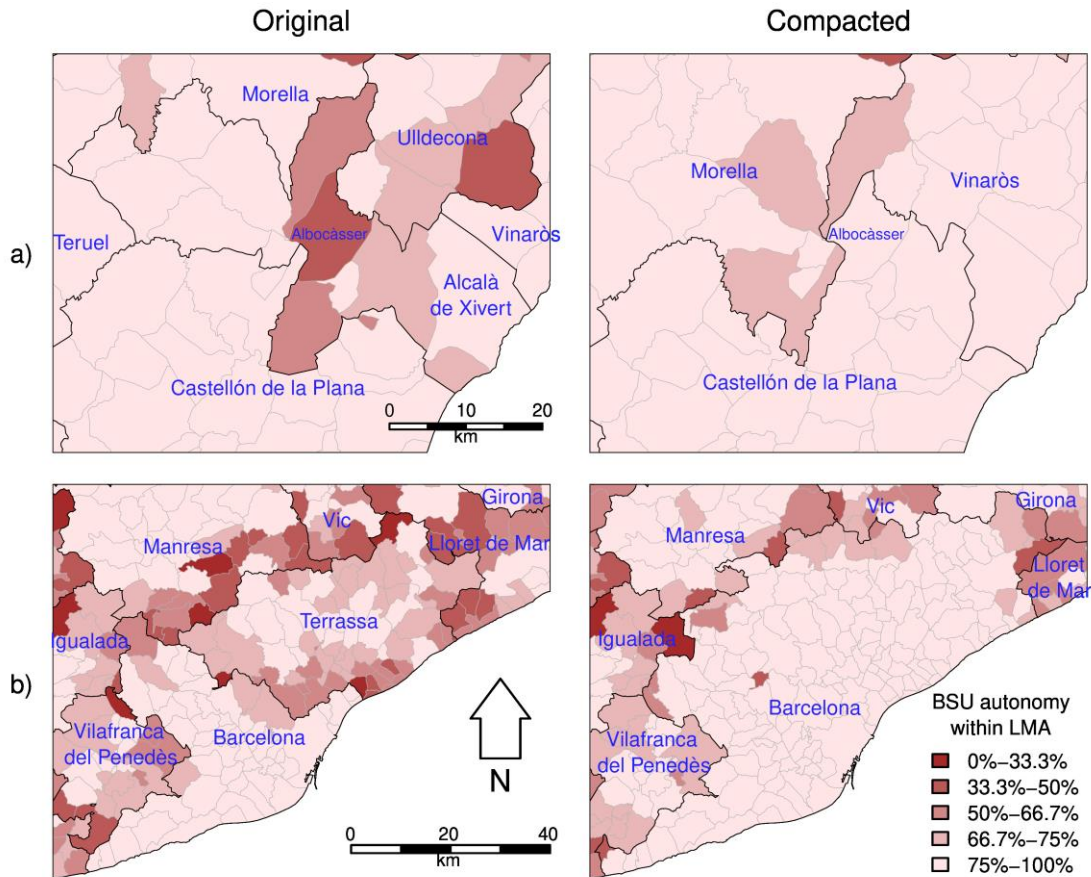 Original
Compacted
a)
Morella
Ulldecona
Albocàsser
Teruel
Vinaròs
Alcalà
de Xivert
Castellón de la Plana
0 10 20
km
Morella
Vinaròs
Albocàsser
Castellón de la Plana
b)
Girona
Vic
Manresa
Lloret de Mar
Terrassa
Igualada
Vilafranca
del Penedès
Barcelona
N
0 20 40
km
Girona
Vic
Manresa
Lloret
de Mar
Igualada
Barcelona
Vilafranca
del Penedès
BSU autonomy
within LMA
0%−33.3%
33.3%−50%
50%−66.7%
66.7%−75%
75%−100%